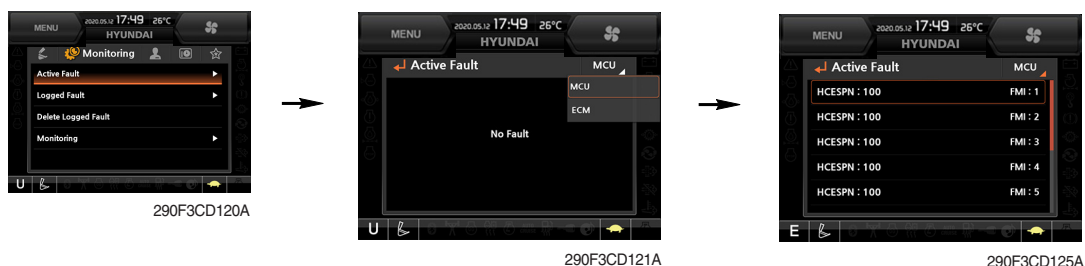 MENU
2020.05.12 17:49 26°C
HYUNDAI
Monitoring
Active Fault
Logged Fault
Delete Logged Fault
Monitoring
U
290F3CD120A
MENU
2020.05.12 17:49 26°C
HYUNDAI
Active Fault MCU
MCU
ECM
No Fault
U
290F3CD121A
MENU
2020.05.12 17:49 26°C
HYUNDAI
Active Fault MCU
HCESPN : 100 FMI : 1
HCESPN : 100 FMI : 2
HCESPN : 100 FMI : 3
HCESPN : 100 FMI : 4
HCESPN : 100 FMI : 5
E
290F3CD125A